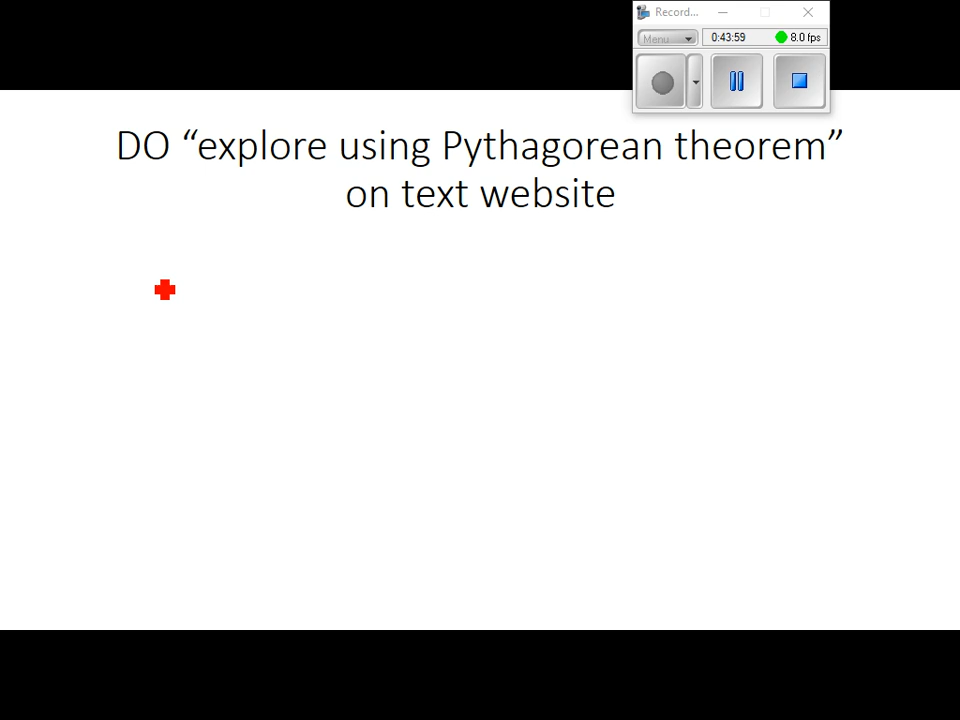 Record...
Menu
0:43:59
8.0 fps
DO “explore using Pythagorean theorem”
on text website